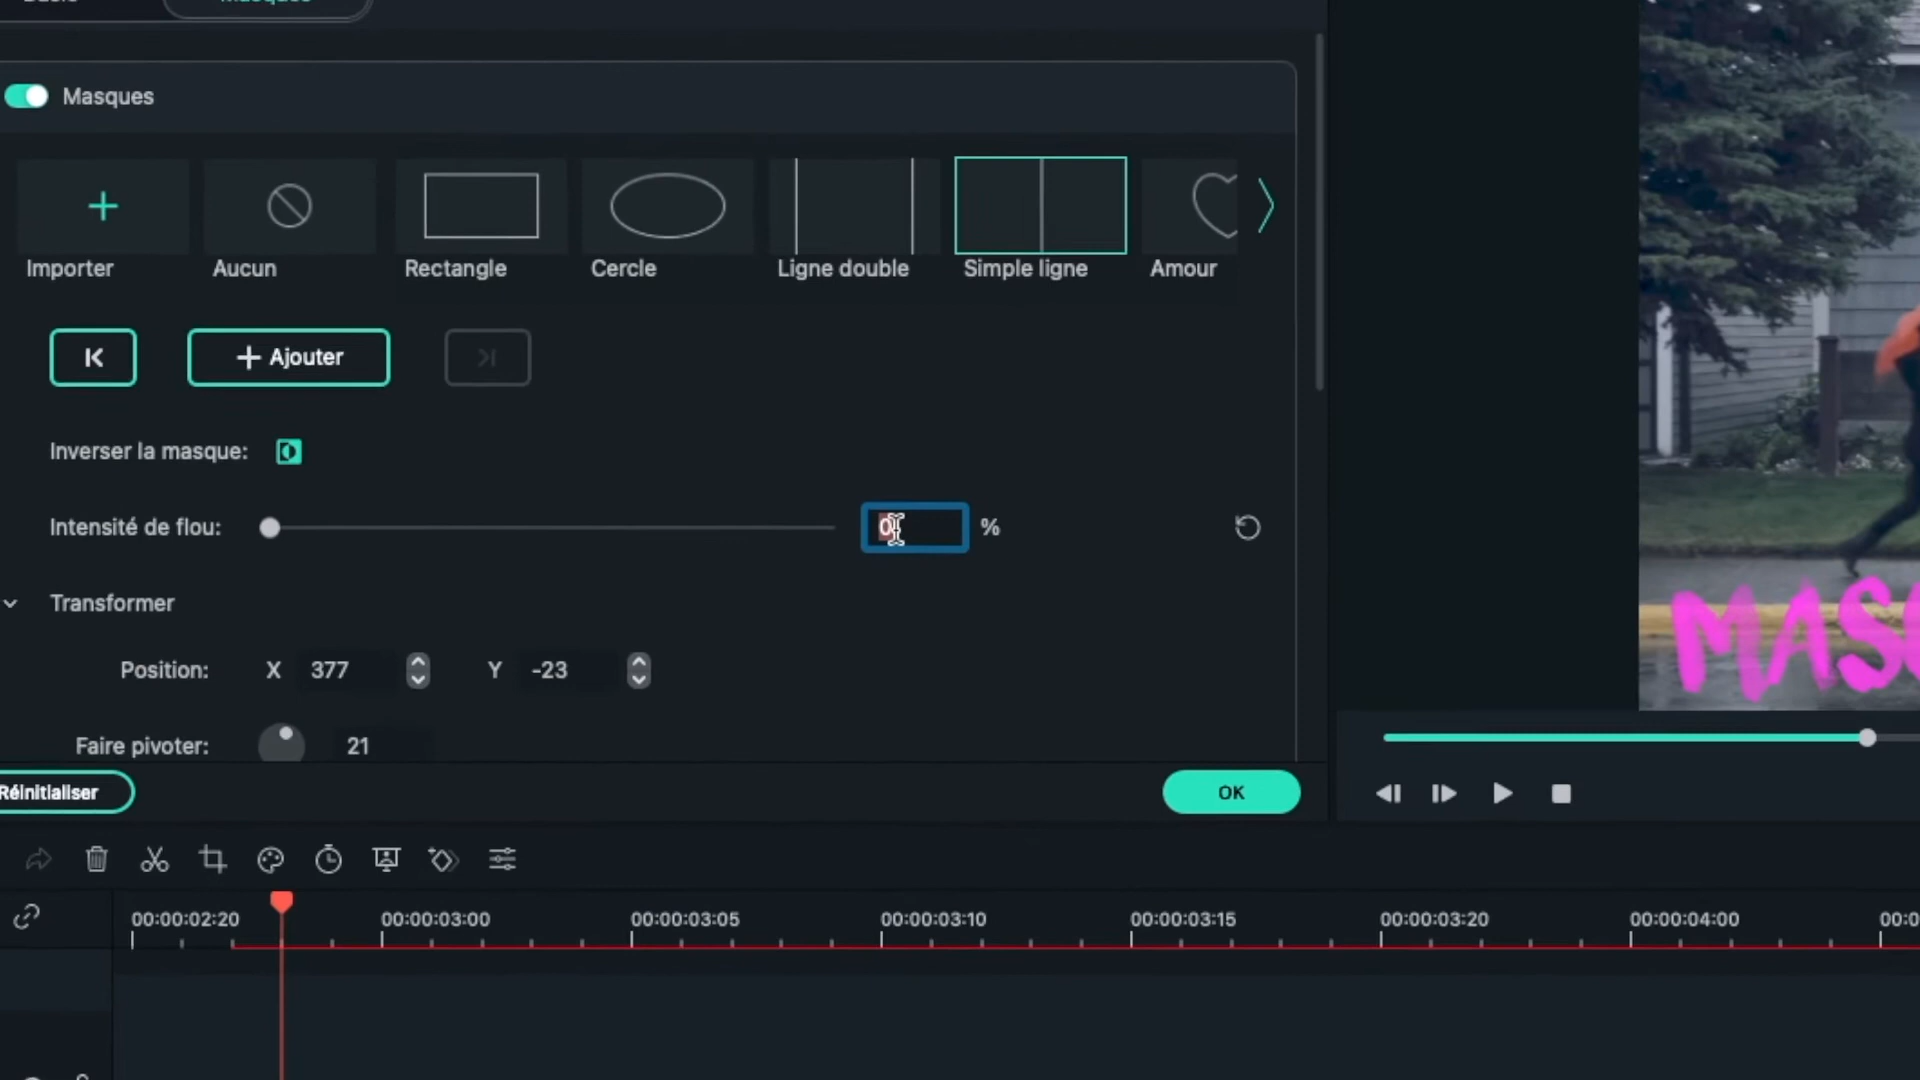 Masques
Importer
Aucun
Rectangle
Cercle
Ligne double
Simple ligne
Amour
+ Ajouter
Inverser la masque:
Intensité de flou:
0
%
Transformer
Position:
X
377
Y
-23
Faire pivoter:
21
Réinitialiser
OK
00:00:02:20
00:00:03:00
00:00:03:05
00:00:03:10
00:00:03:15
00:00:03:20
00:00:04:00